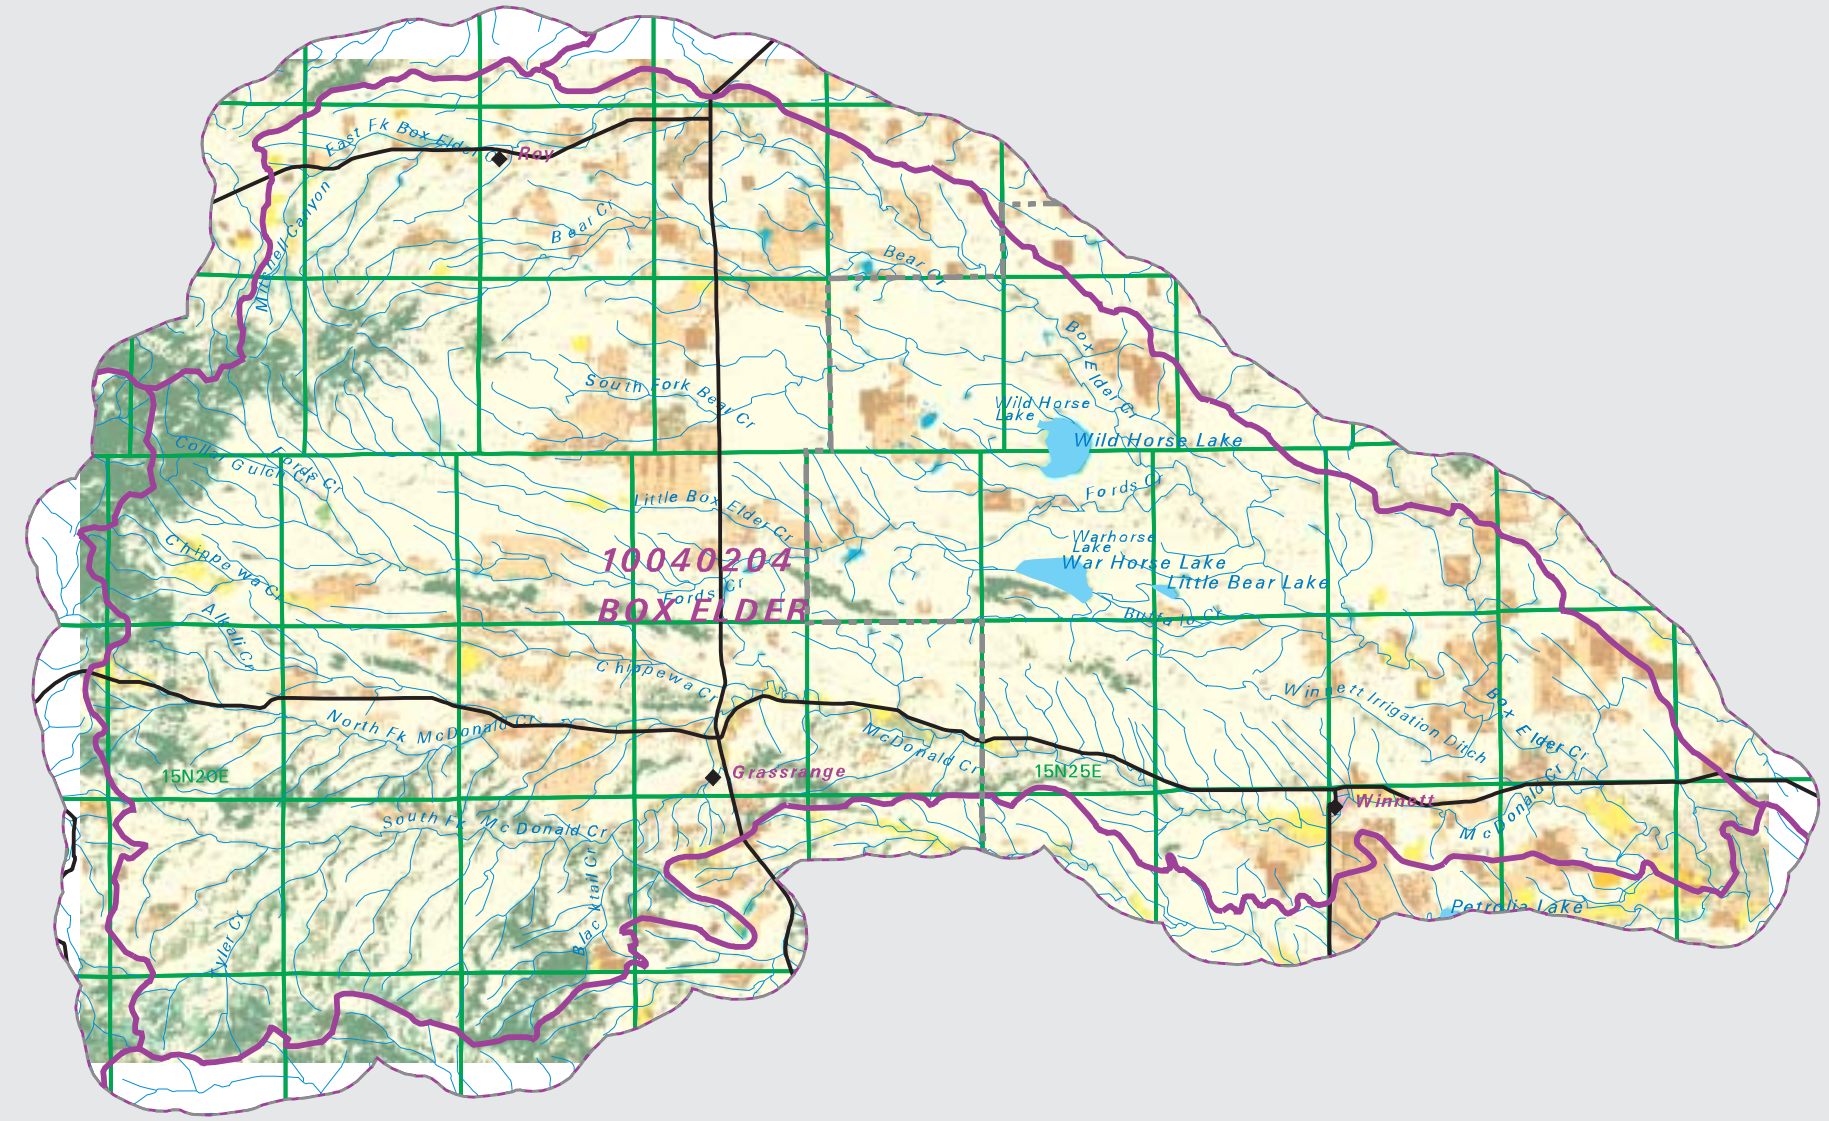 East Fk Box Elder Cr
Roy
Mitchell Canyon
Bear Cr
Bear Cr
Box Elder Cr
South Fork Bear Cr
Wild Horse
Lake
Wild Horse Lake
Collar Gulch Cr
Fords Cr
Fords Cr
Little Box Elder Cr
Warhorse
Lake
War Horse Lake
Little Bear Lake
Chippewa Cr
10040204
BOX ELDER
Fords Cr
Buffalo Cr
Alkali Cr
Chippewa Cr
Winnett Irrigation Ditch
Box Elder Cr
North Fk McDonald Cr
McDonald Cr
15N20E
Grassrange
15N25E
McDonald Cr
Winnett
South Fk McDonald Cr
Blacktail Cr
Tyler Cr
Petrolia Lake